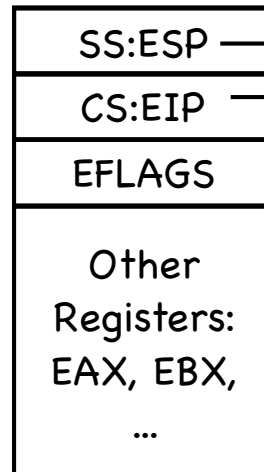 SS:ESP
CS:EIP
EFLAGS
Other
Registers:
EAX, EBX,
...